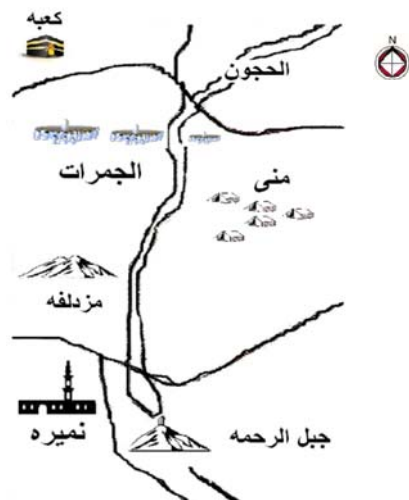 كعبه
N
الحجون
الجمرات
منى
مزدلفه
نميره
جبل الرحمه